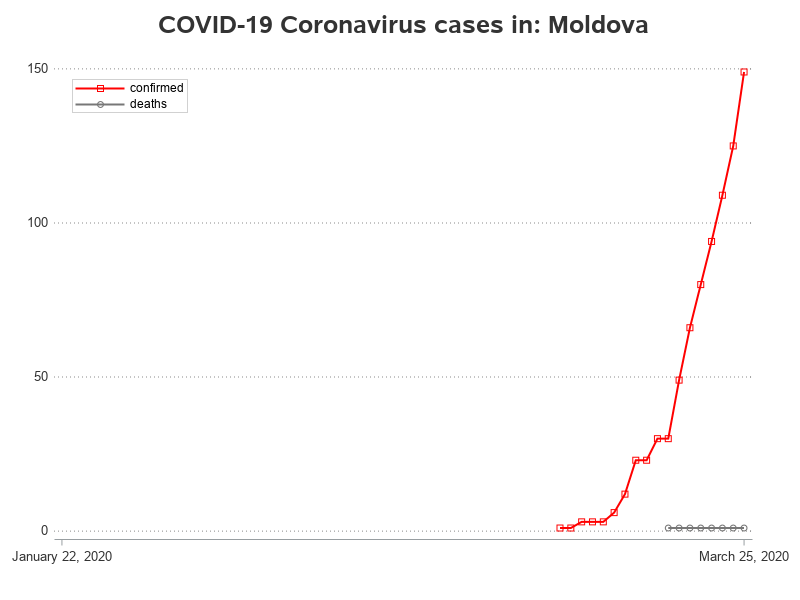 COVID-19 Coronavirus cases in: Moldova
150
confirmed
deaths
100
50
0
January 22, 2020
March 25, 2020